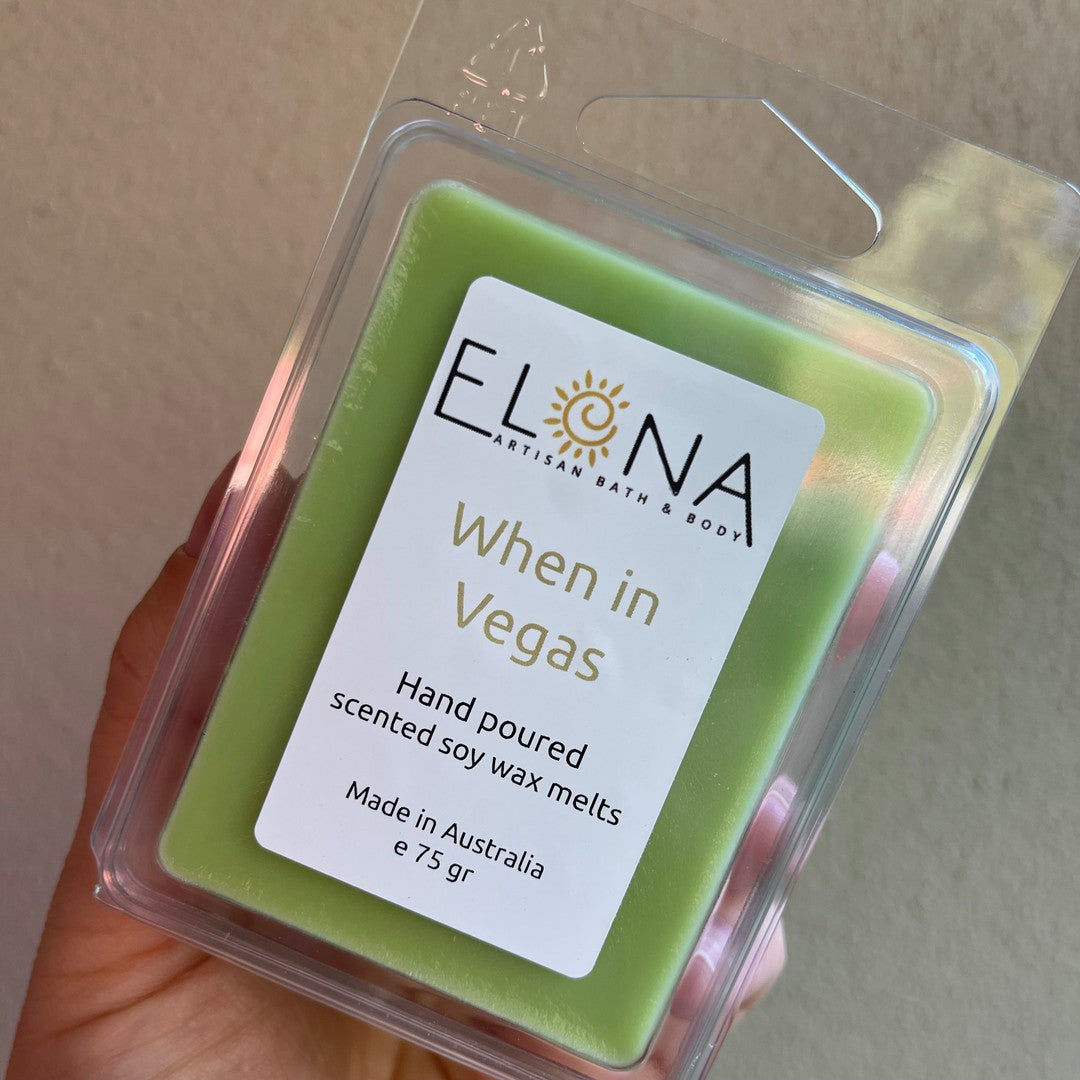 ELONA
ARTISAN BATH & BODY
When in
Vegas
Hand poured
scented soy wax melts
Made in Australia
e 75 gr